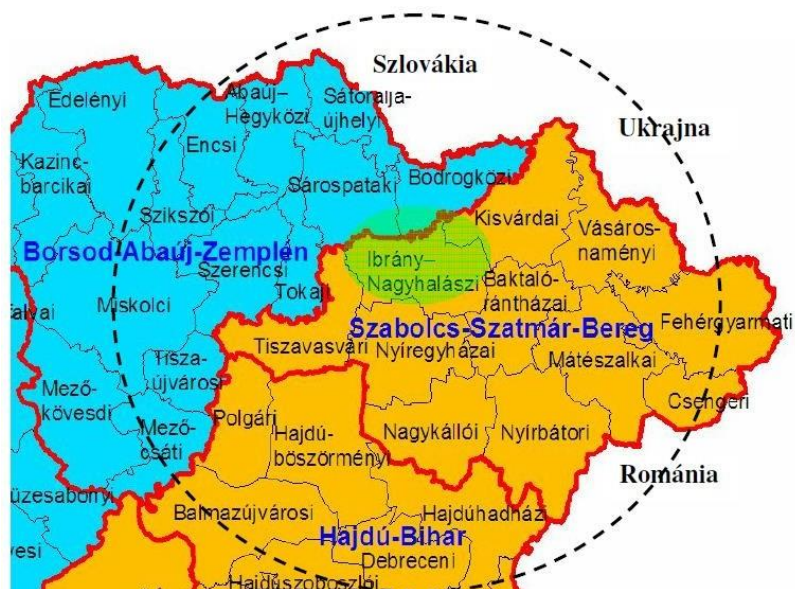 Szlovákia
Ukrajna
Edelényi
Abaúj–
Hegyközi
Sátoralja-
újhelyi
Encsi
Kazinc-
barcikai
Sárospataki
Bodrogközi
Kisvárdai
Szikszói
Vásáros-
naményi
Borsod-Abaúj-Zemplén
Ibrány–
Nagyhalászi
Szerencsi
Baktaló-
rántházai
Tokaji
Miskolci
Szabolcs-Szatmár-Bereg
Fehérgyarmati
Tiszavasvári
Nyíregyházai
Mátészalkai
Tisza-
újvárosi
Mező-
kövesdi
Csengeri
Polgári
Mező-
csáti
Hajdú-
böszörményi
Nagykállói
Nyírbátori
Románia
Balmazújvárosi
Hajdúhadházi
Hajdú-Bihar
Debreceni
Hajdúszoboszlói